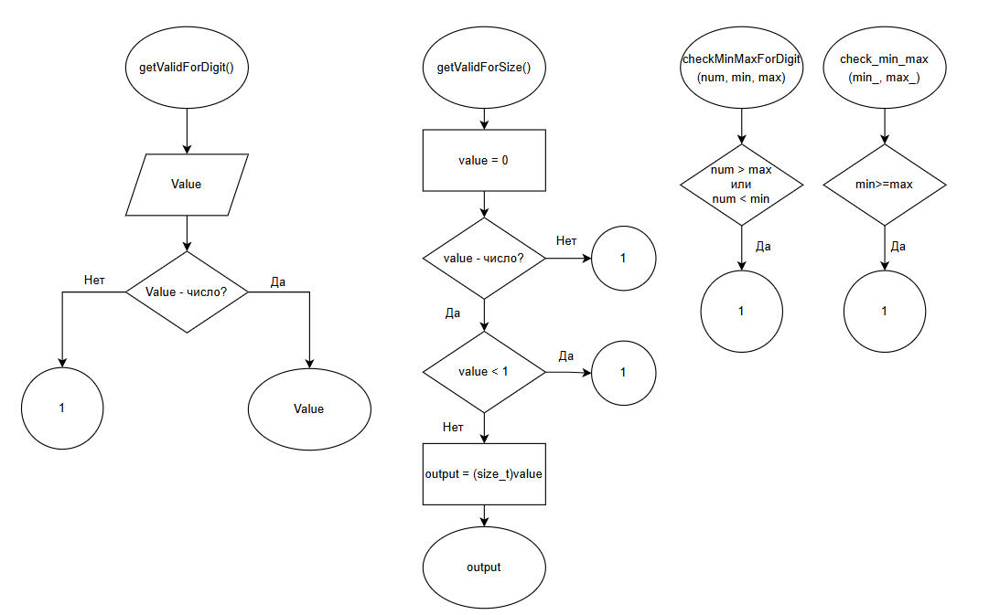 getValidForDigit()
Value
Value - число?
Нет
Да
1
Value
getValidForSize()
value = 0
value - число?
Нет
1
Да
value < 1
Да
1
Нет
output = (size_t)value
output
checkMinMaxForDigit
(num, min, max)
num > max
или
num < min
Да
1
check_min_max
(min_, max_)
min>=max
Да
1